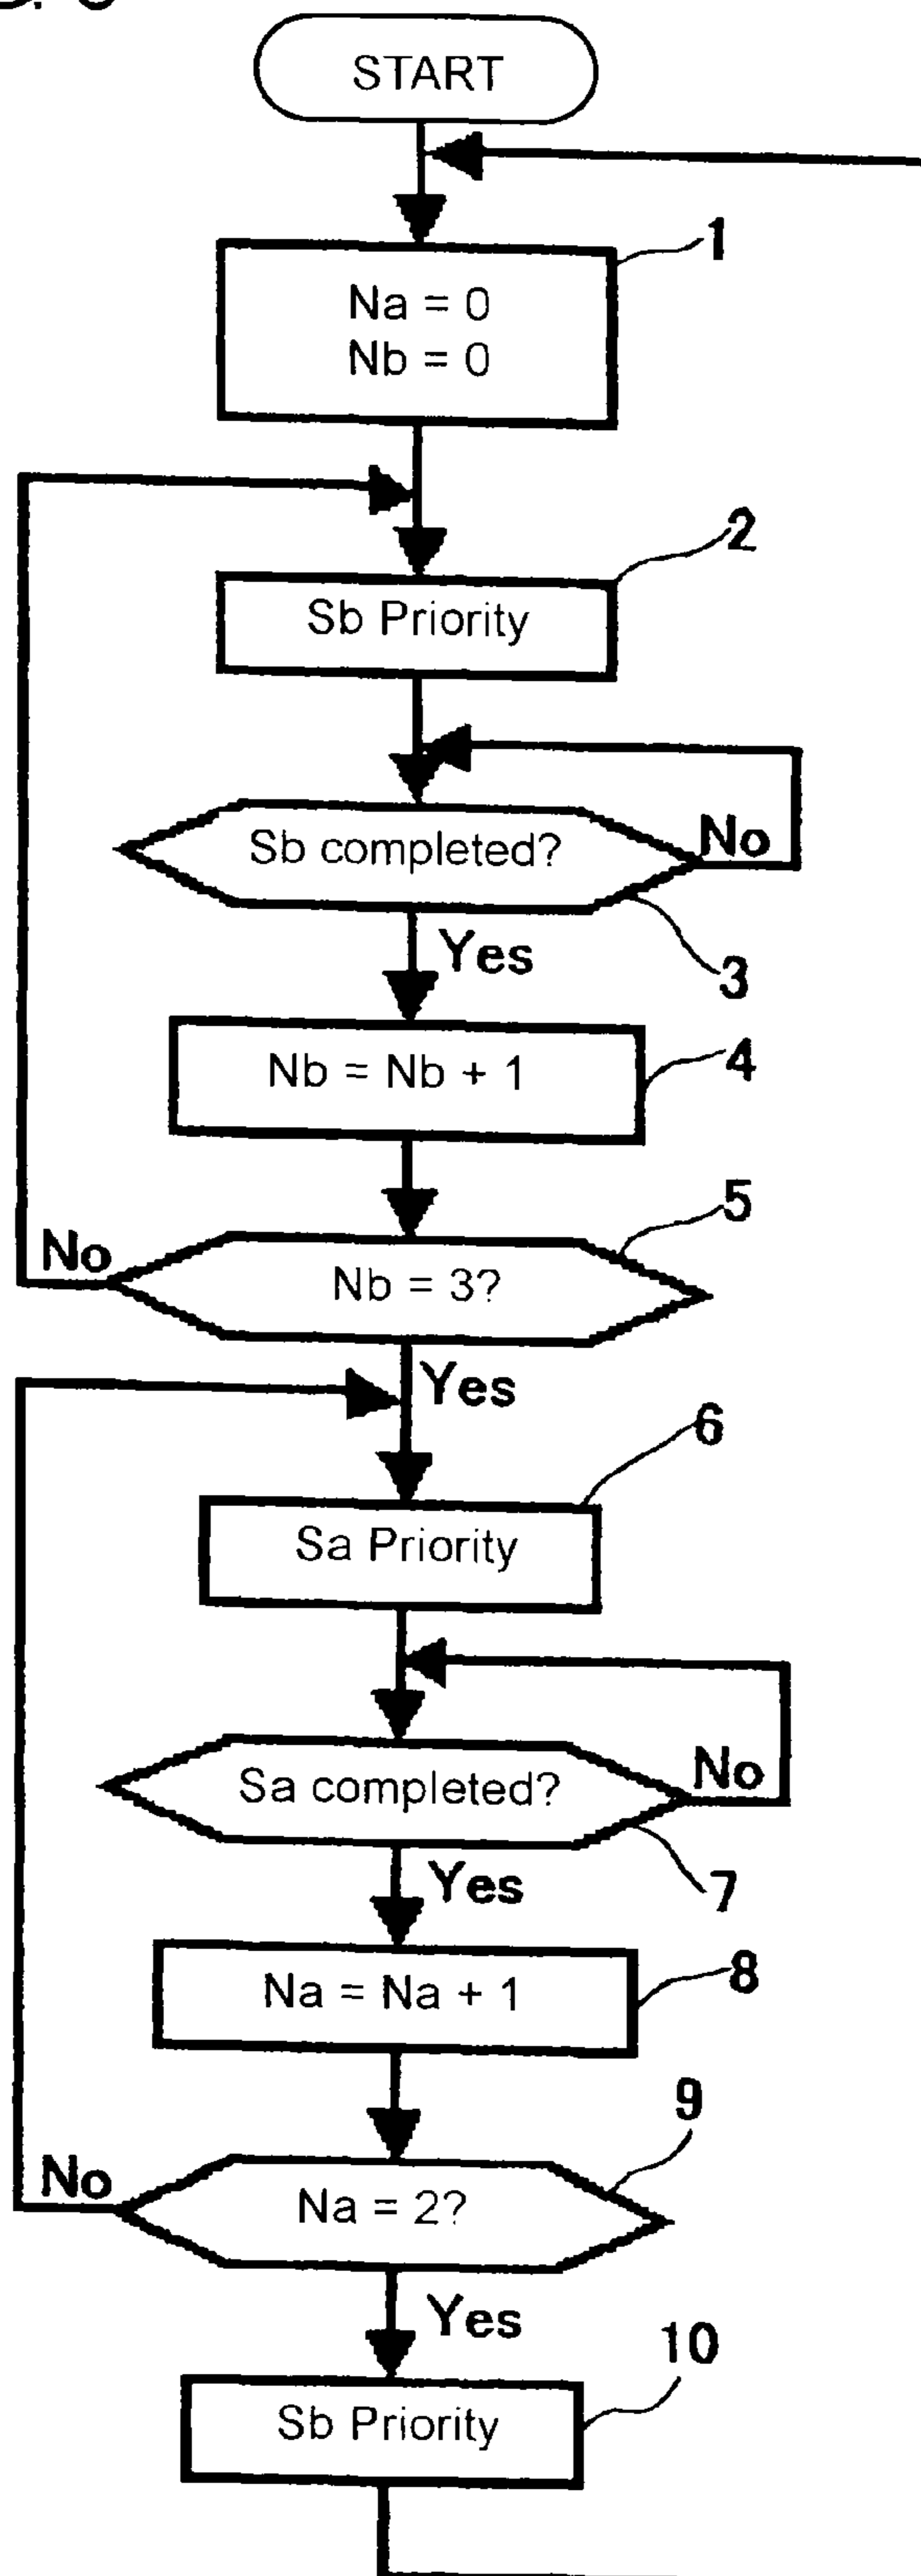 START
1
Na = 0
Nb = 0
2
Sb Priority
Sb completed?
No
Yes
3
Nb = Nb + 1
4
5
No
Nb = 3?
Yes
6
Sa Priority
Sa completed?
No
Yes
7
Na = Na + 1
8
9
No
Na = 2?
Yes
10
Sb Priority